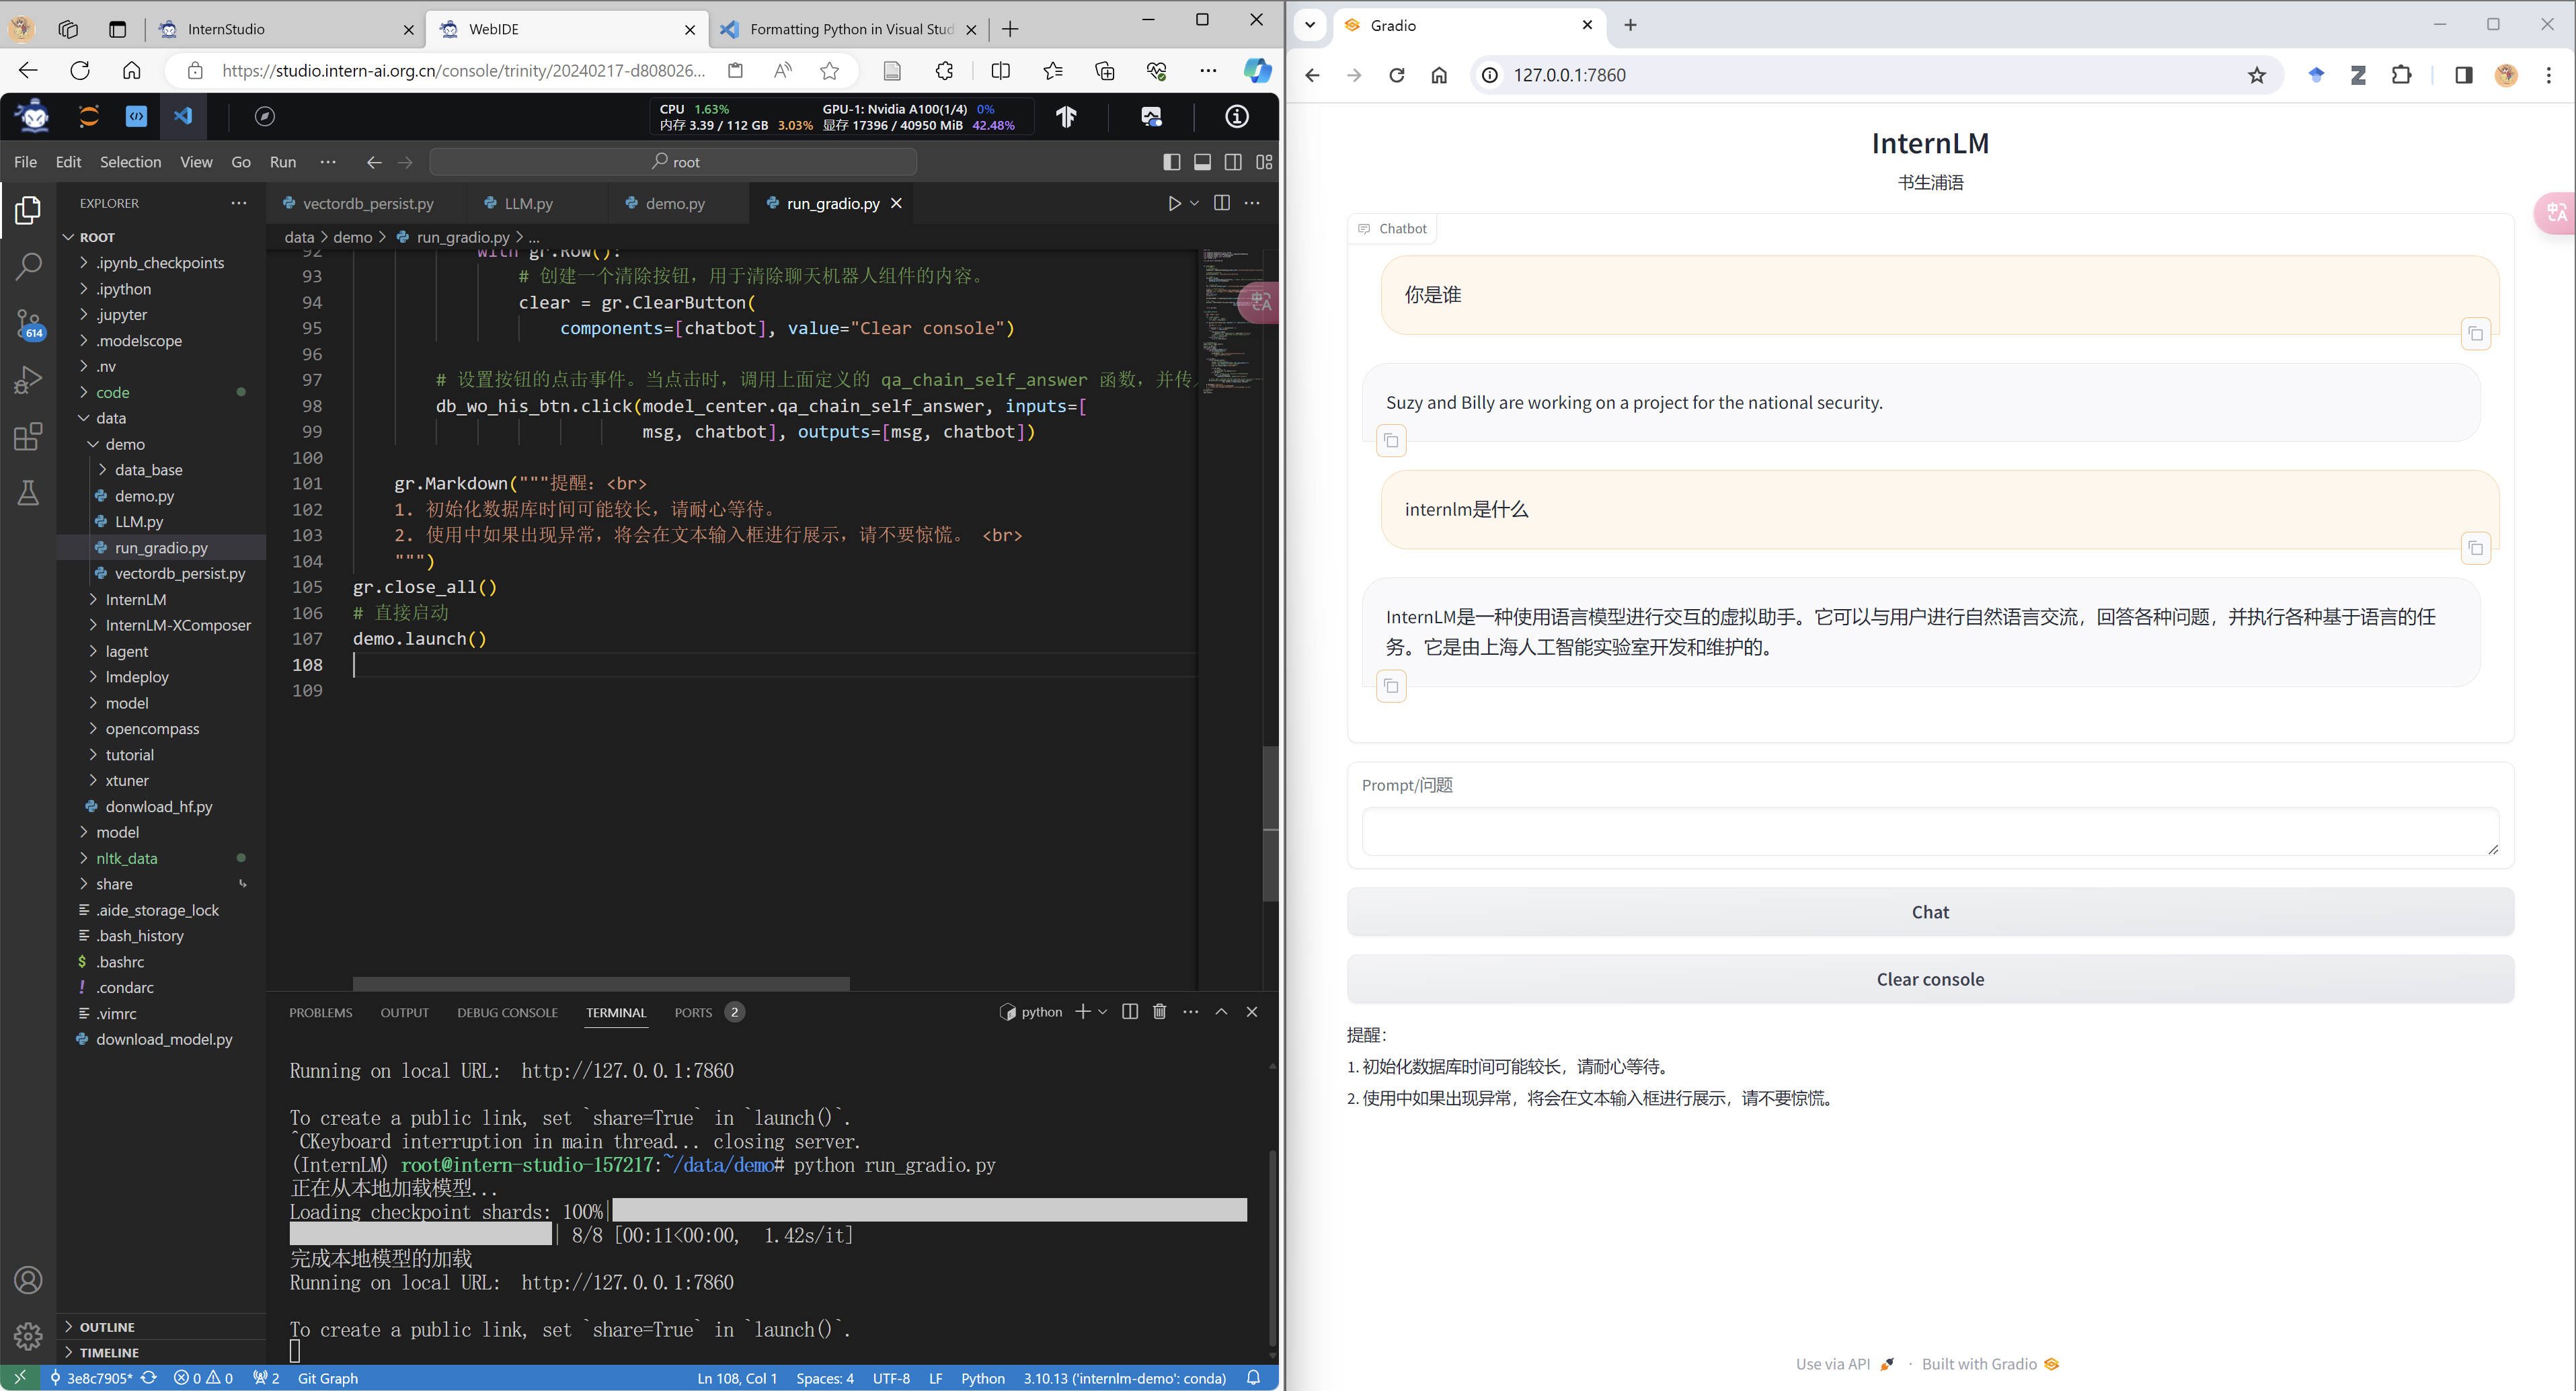 InternStudio
WebIDE
Formatting Python in Visual Stud
https://studio.intern-ai.org.cn/console/trinity/20240217-d808026...
CPU 1.63% GPU-1: Nvidia A100(1/4) 0%
内存 3.39 / 112 GB 3.03% 显存 17396 / 40950 MiB 42.48%
File Edit Selection View Go Run ··· root
EXPLORER
ROOT
.ipynb_checkpoints
.ipython
.jupyter
.modelscope
.nv
code
data
demo
data_base
demo.py
LLM.py
run_gradio.py
vectordb_persist.py
InternLM
InternLM-XComposer
lagent
lmdeploy
model
opencompass
tutorial
xtuner
donwload_hf.py
model
nltk_data
share
.aide_storage_lock
.bash_history
.bashrc
.condarc
.vimrc
download_model.py
OUTLINE
TIMELINE
614
vectordb_persist.py LLM.py demo.py run_gradio.py
data > demo > run_gradio.py > ...
92 with gr.Row():
93 # 创建一个清除按钮，用于清除聊天机器人组件的内容。
94 clear = gr.ClearButton(
95 components=[chatbot], value="Clear console")
96
97 # 设置按钮的点击事件。当点击时，调用上面定义的 qa_chain_self_answer 函数，并传
98 db_wo_his_btn.click(model_center.qa_chain_self_answer, inputs=[
99 msg, chatbot], outputs=[msg, chatbot])
100
101 gr.Markdown("""提醒：<br>
102 1. 初始化数据库时间可能较长，请耐心等待。
103 2. 使用中如果出现异常，将会在文本输入框进行展示，请不要惊慌。 <br>
104 """)
105 gr.close_all()
106 # 直接启动
107 demo.launch()
108
109
PROBLEMS OUTPUT DEBUG CONSOLE TERMINAL PORTS 2 python
Running on local URL:  http://127.0.0.1:7860
To create a public link, set `share=True` in `launch()`.
^CKeyboard interruption in main thread... closing server.
(InternLM) root@intern-studio-157217:~/data/demo# python run_gradio.py
正在从本地加载模型...
Loading checkpoint shards: 100%|
| 8/8 [00:11<00:00,  1.42s/it]
完成本地模型的加载
Running on local URL:  http://127.0.0.1:7860
To create a public link, set `share=True` in `launch()`.
3e8c7905* 0 0 2 Git Graph Ln 108, Col 1 Spaces: 4 UTF-8 LF Python 3.10.13 ('internlm-demo': conda)
Gradio
127.0.0.1:7860
InternLM
书生浦语
Chatbot
你是谁
Suzy and Billy are working on a project for the national security.
internlm是什么
InternLM是一种使用语言模型进行交互的虚拟助手。它可以与用户进行自然语言交流，回答各种问题，并执行各种基于语言的任
务。它是由上海人工智能实验室开发和维护的。
Prompt/问题
Chat
Clear console
提醒：
1. 初始化数据库时间可能较长，请耐心等待。
2. 使用中如果出现异常，将会在文本输入框进行展示，请不要惊慌。
Use via API · Built with Gradio